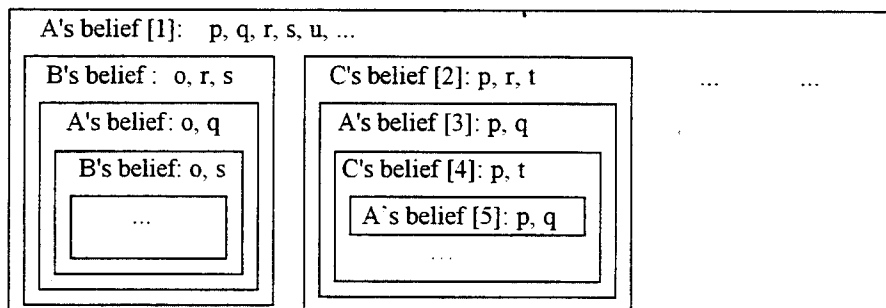 A's belief [1]: p, q, r, s, u, ...
B's belief : o, r, s
A's belief: o, q
B's belief: o, s
...
C's belief [2]: p, r, t
A's belief [3]: p, q
C's belief [4]: p, t
A`s belief [5]: p, q
...
... ...